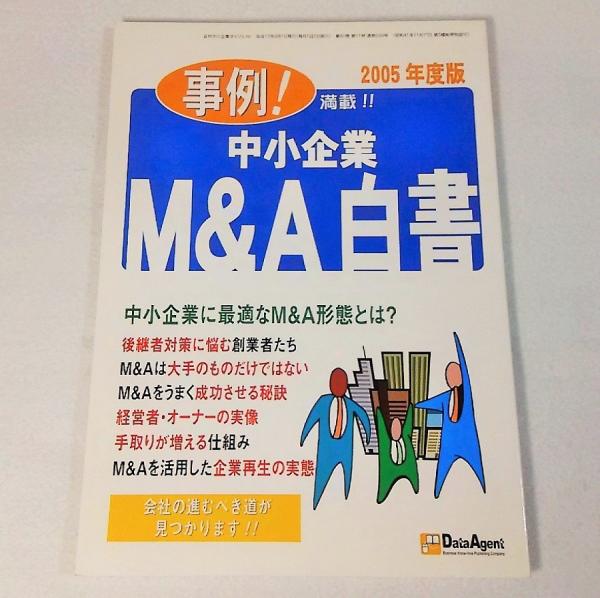 事例!
満載!!
2005年度版
中小企業
M&A白書
中小企業に最適なM&A形態とは?
後継者対策に悩む創業者たち
M&Aは大手のものだけではない
M&Aをうまく成功させる秘訣
経営者・オーナーの実像
手取りが増える仕組み
M&Aを活用した企業再生の実態
会社の進むべき道が
見つかります!!
DataAgent